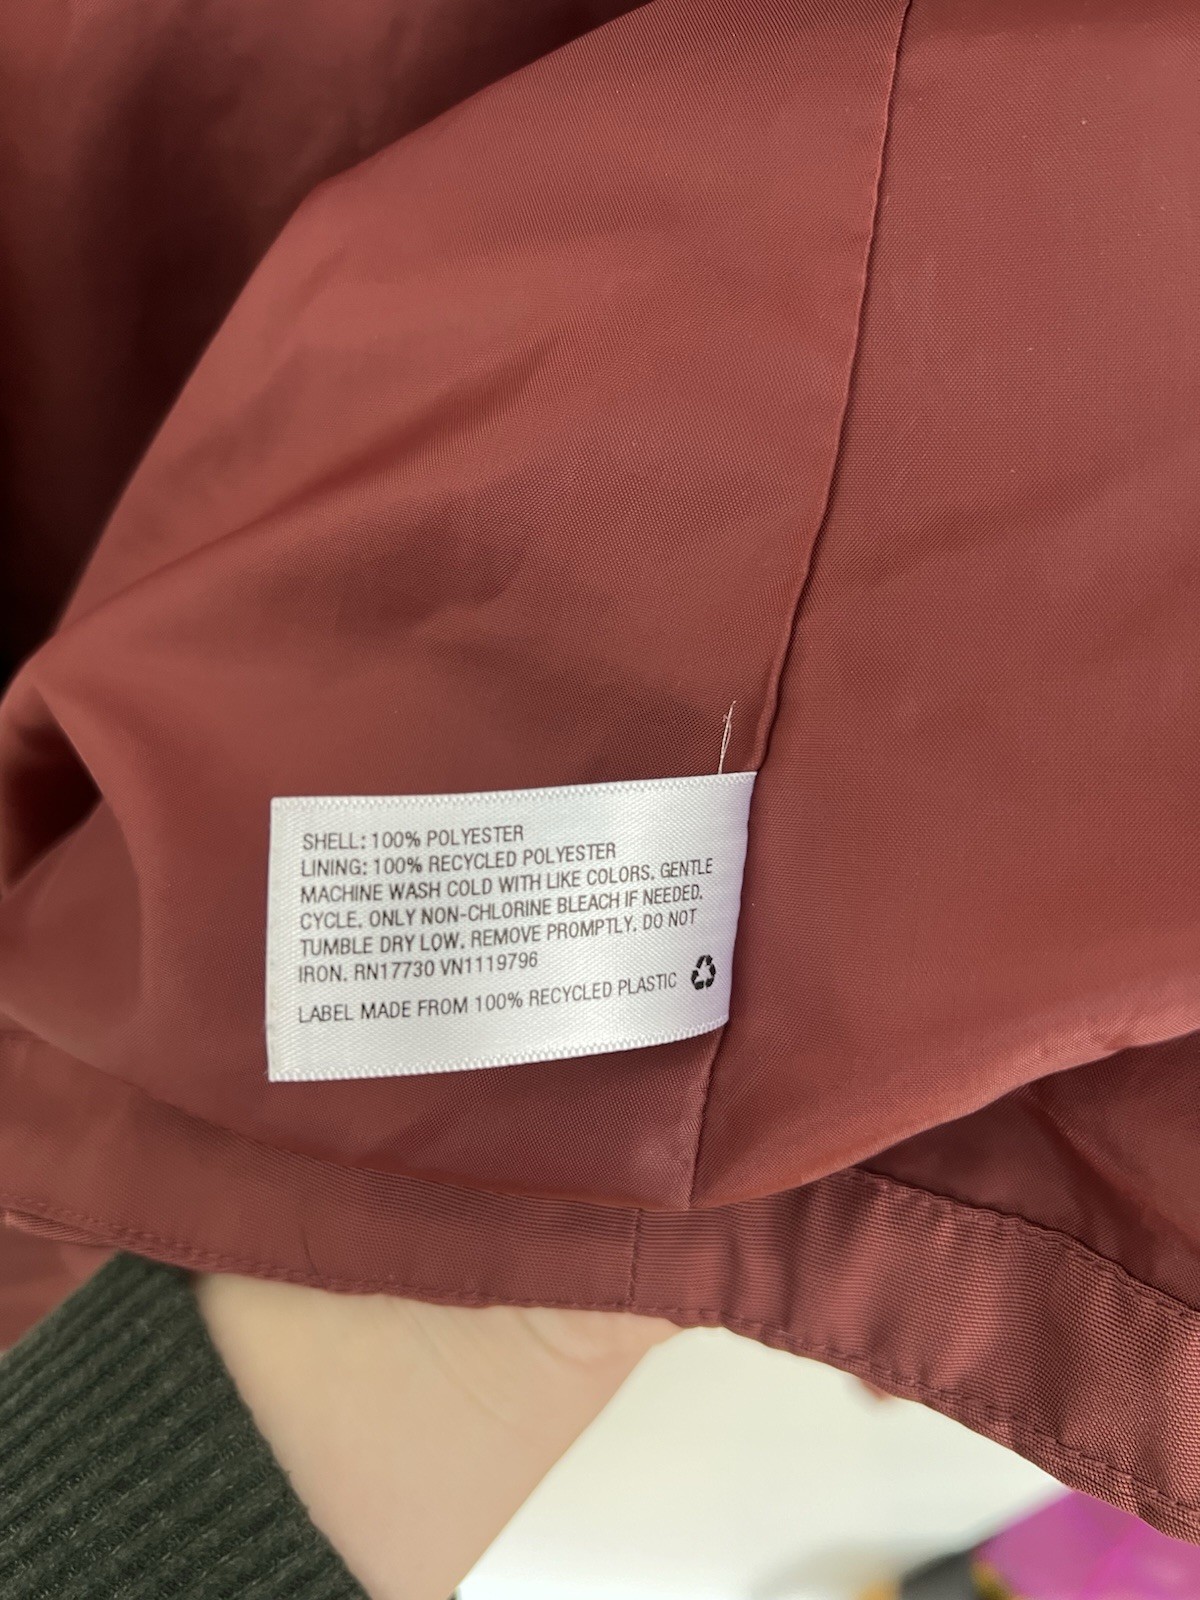 SHELL: 100% POLYESTER
LINING: 100% RECYCLED POLYESTER
MACHINE WASH COLD WITH LIKE COLORS. GENTLE
CYCLE. ONLY NON-CHLORINE BLEACH IF NEEDED.
TUMBLE DRY LOW. REMOVE PROMPTLY. DO NOT
IRON. RN17730 VN1119796
LABEL MADE FROM 100% RECYCLED PLASTIC